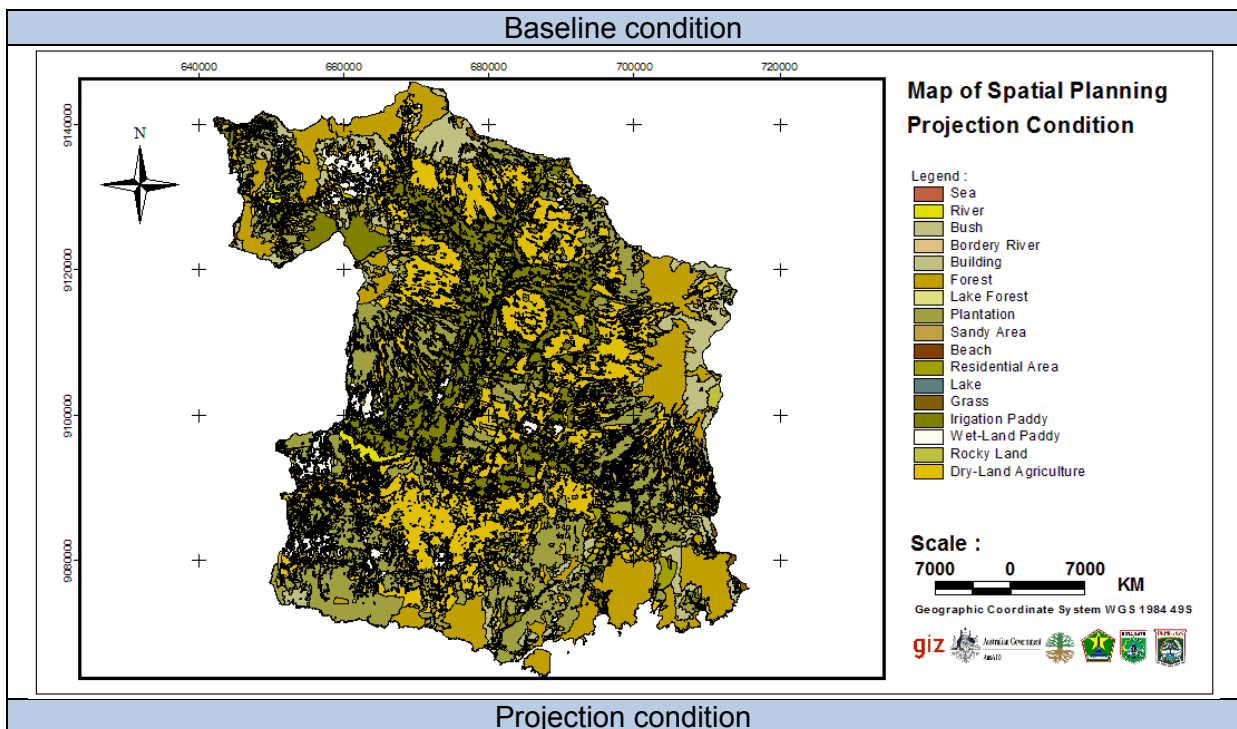 Baseline condition
640000 660000 680000 700000 720000
9140000
9120000
9100000
9080000
N
Map of Spatial Planning
Projection Condition
Legend :
Sea
River
Bush
Bordery River
Building
Forest
Lake Forest
Plantation
Sandy Area
Beach
Residential Area
Lake
Grass
Irigation Paddy
Wet-Land Paddy
Rocky Land
Dry-Land Agriculture
Scale :
7000 0 7000
KM
Geographic Coordinate System WGS 1984 49S
giz
Australian Government
AusAID
Projection condition